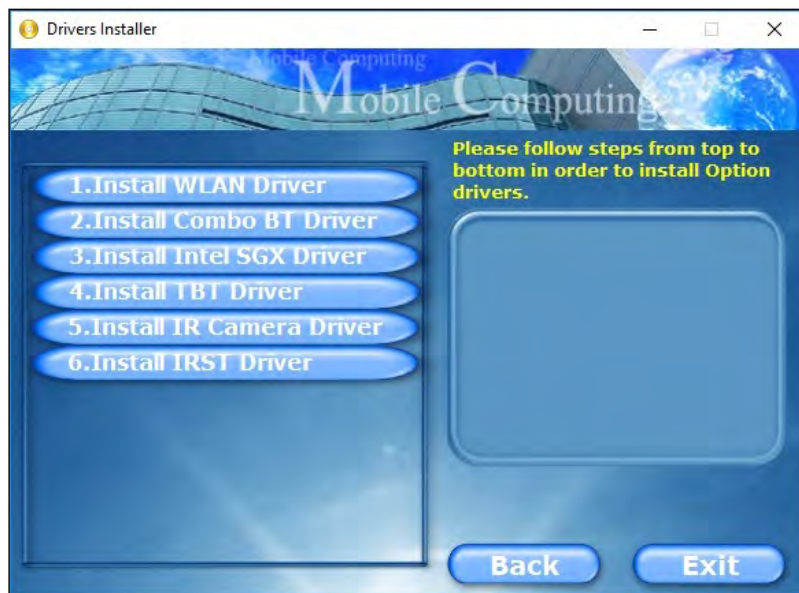 Drivers Installer
Mobile Computing
Mobile Computing
Please follow steps from top to
bottom in order to install Option
drivers.
1.Install WLAN Driver
2.Install Combo BT Driver
3.Install Intel SGX Driver
4.Install TBT Driver
5.Install IR Camera Driver
6.Install IRST Driver
Back
Exit